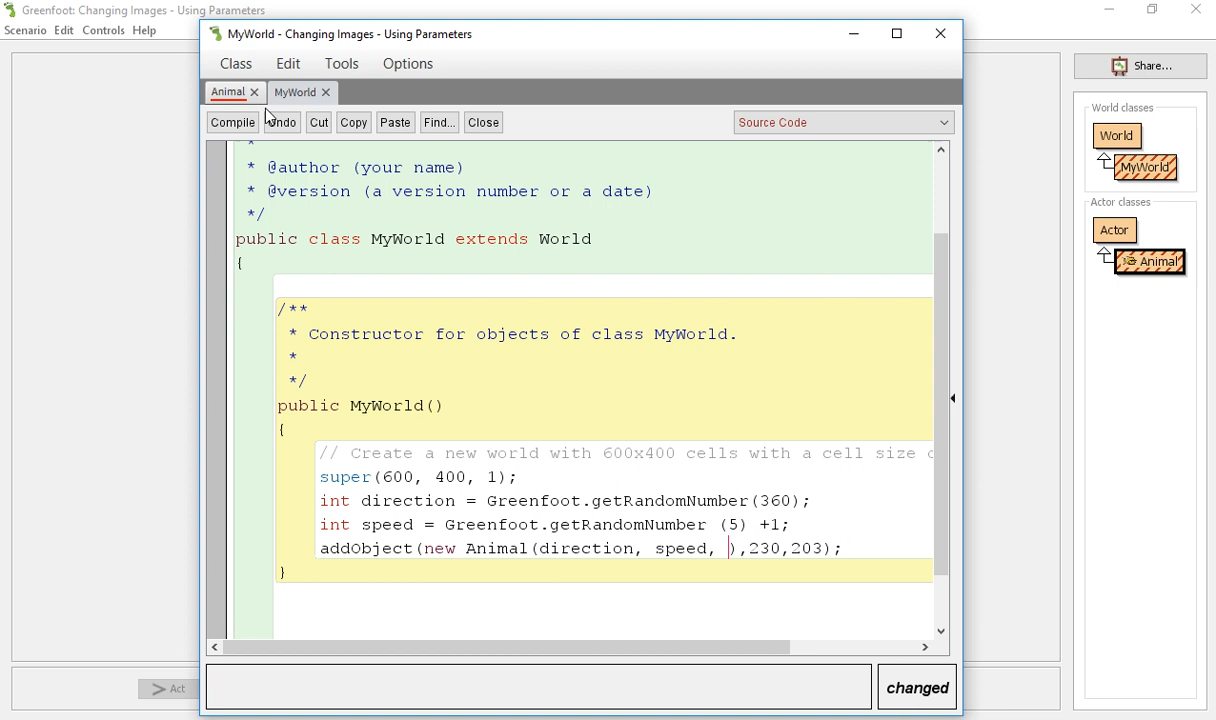 Greenfoot: Changing Images - Using Parameters
Scenario Edit Controls Help
MyWorld - Changing Images - Using Parameters
Class Edit Tools Options
Animal MyWorld
Compile Undo Cut Copy Paste Find... Close Source Code
*
* @author (your name)
* @version (a version number or a date)
*/
public class MyWorld extends World
{
/**
* Constructor for objects of class MyWorld.
*
*/
public MyWorld()
{
// Create a new world with 600x400 cells with a cell size
super(600, 400, 1);
int direction = Greenfoot.getRandomNumber(360);
int speed = Greenfoot.getRandomNumber (5) +1;
addObject(new Animal(direction, speed, ),230,203);
}
changed
> Act
Share...
World classes
World
MyWorld
Actor classes
Actor
Animal